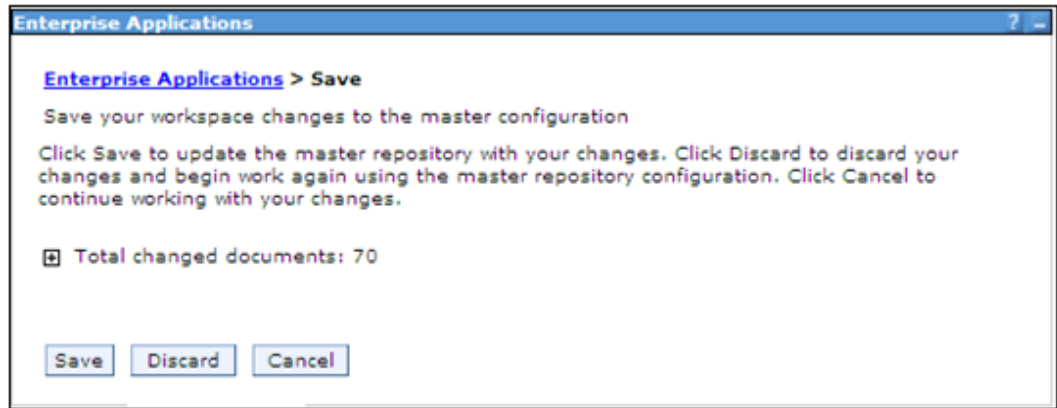 Enterprise Applications ? –
Enterprise Applications > Save
Save your workspace changes to the master configuration
Click Save to update the master repository with your changes. Click Discard to discard your
changes and begin work again using the master repository configuration. Click Cancel to
continue working with your changes.
Total changed documents: 70
Save Discard Cancel